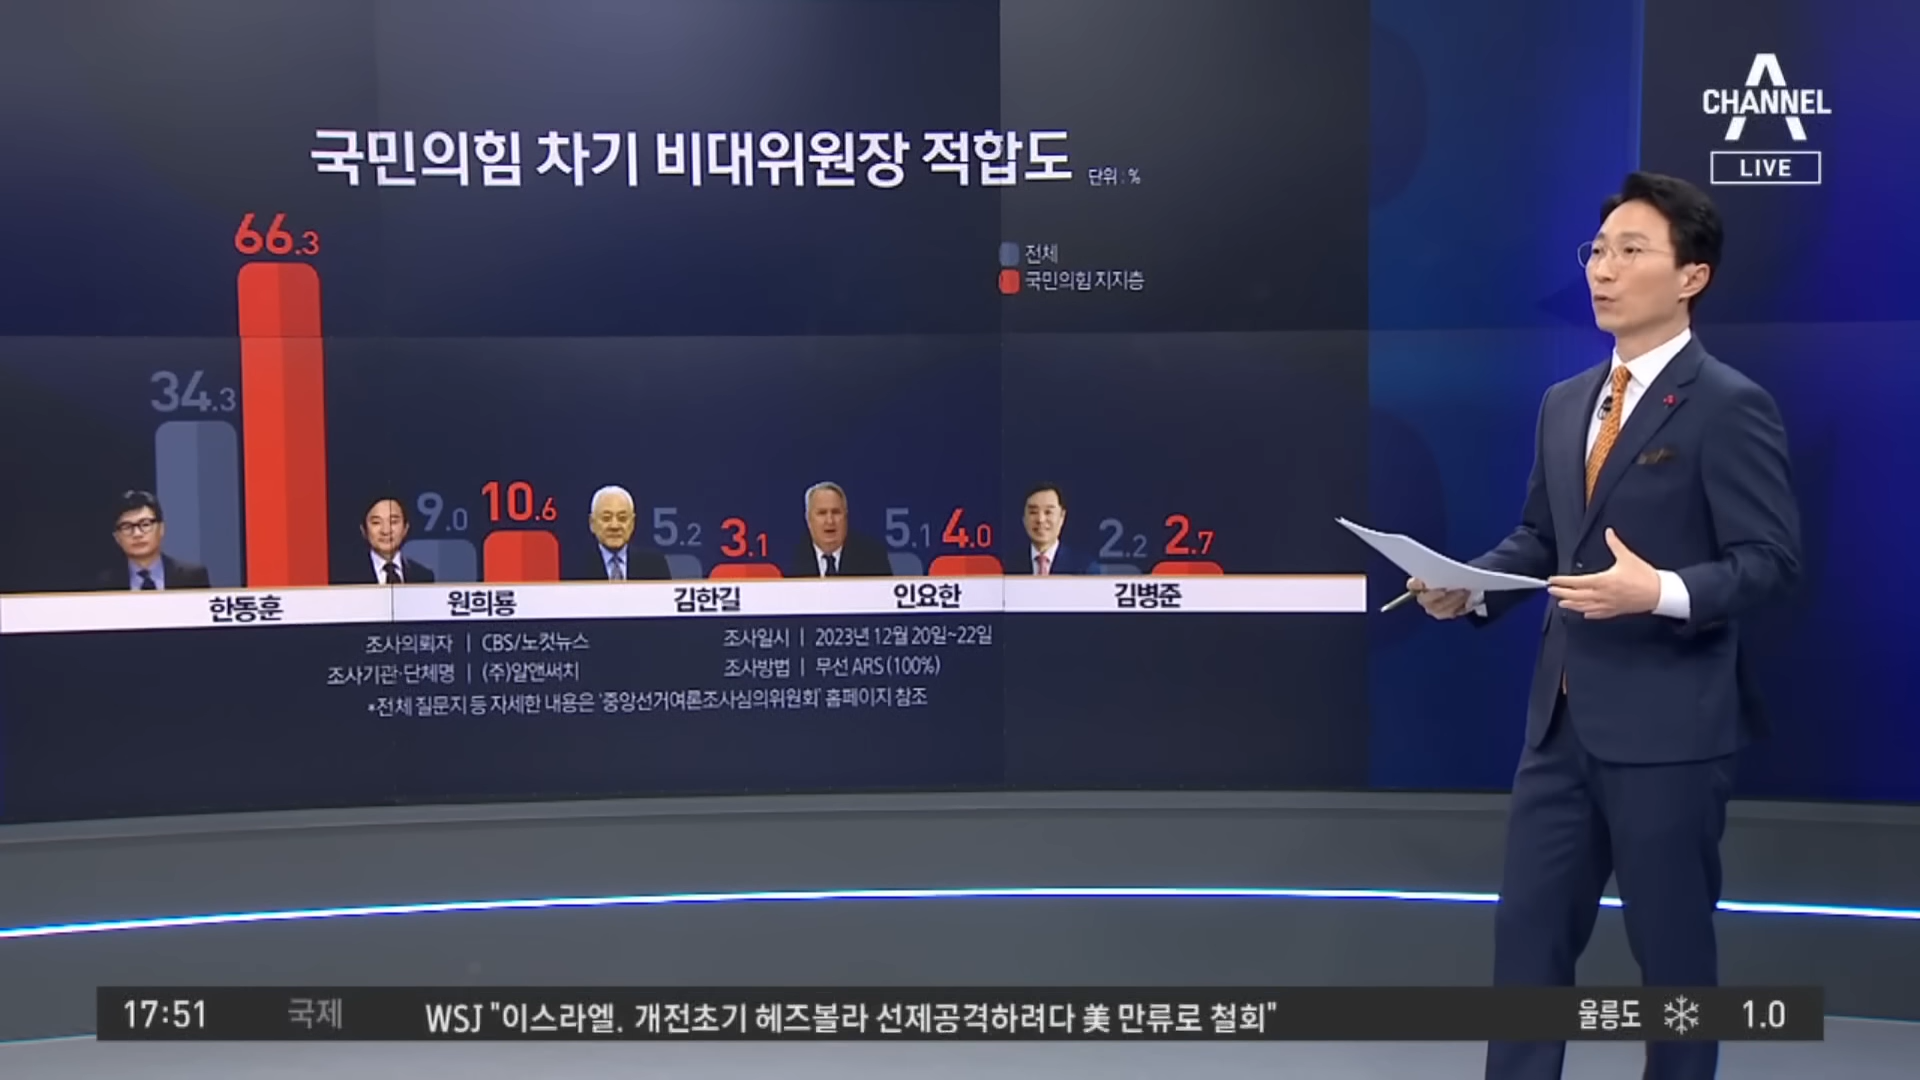 CHANNEL A
LIVE
국민의힘 차기 비대위원장 적합도 단위 : %
전체
국민의힘 지지층
34.3 66.3
9.0 10.6
5.2 3.1
5.1 4.0
2.2 2.7
한동훈 원희룡 김한길 인요한 김병준
조사의뢰자 | CBS/노컷뉴스 조사일시 | 2023년 12월 20일~22일
조사기관·단체명 | (주)알앤써치 조사방법 | 무선 ARS (100%)
*전체 질문지 등 자세한 내용은 '중앙선거여론조사심의위원회' 홈페이지 참조
17:51 국제 WSJ "이스라엘, 개전초기 헤즈볼라 선제공격하려다 美 만류로 철회" 울릉도 1.0